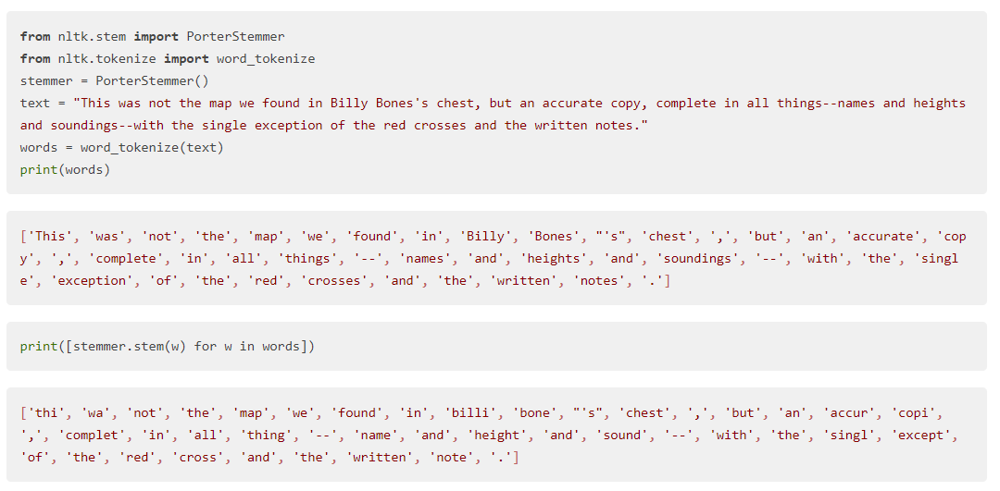 from nltk.stem import PorterStemmer
from nltk.tokenize import word_tokenize
stemmer = PorterStemmer()
text = "This was not the map we found in Billy Bones's chest, but an accurate copy, complete in all things--names and heights
and soundings--with the single exception of the red crosses and the written notes."
words = word_tokenize(text)
print(words)
['This', 'was', 'not', 'the', 'map', 'we', 'found', 'in', 'Billy', 'Bones', "'s", 'chest', ',', 'but', 'an', 'accurate', 'cop
y', ',', 'complete', 'in', 'all', 'things', '--', 'names', 'and', 'heights', 'and', 'soundings', '--', 'with', 'the', 'singl
e', 'exception', 'of', 'the', 'red', 'crosses', 'and', 'the', 'written', 'notes', '.']
print([stemmer.stem(w) for w in words])
['thi', 'wa', 'not', 'the', 'map', 'we', 'found', 'in', 'billi', 'bone', "'s", 'chest', ',', 'but', 'an', 'accur', 'copi',
',', 'complet', 'in', 'all', 'thing', '--', 'name', 'and', 'height', 'and', 'sound', '--', 'with', 'the', 'singl', 'except',
'of', 'the', 'red', 'cross', 'and', 'the', 'written', 'note', '.']